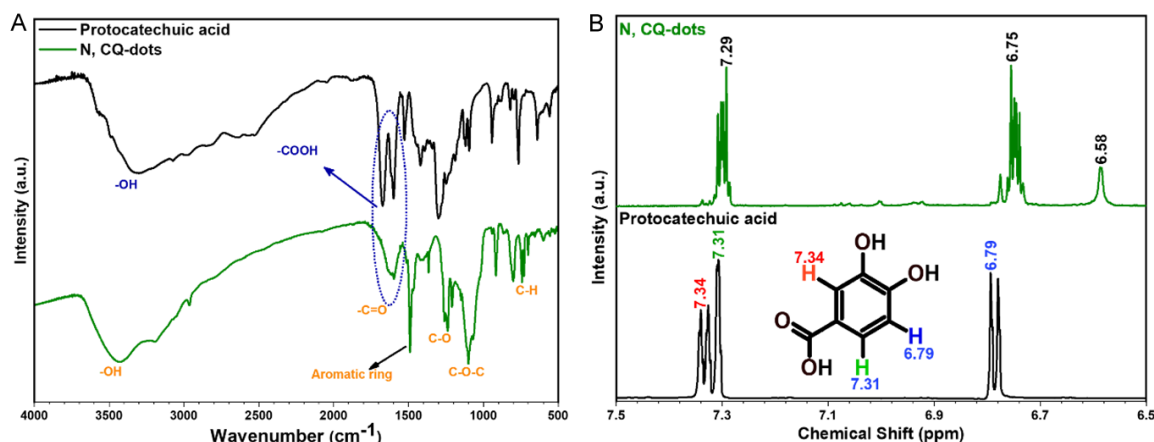 A
Protocatechuic acid
N, CQ-dots
-COOH
-OH
-C=O
C-H
C-O
-OH
Aromatic ring
C-O-C
Intensity (a.u.)
4000 3500 3000 2500 2000 1500 1000 500
Wavenumber (cm-1)
B
N, CQ-dots
7.29
6.75
6.58
Protocatechuic acid
7.34
7.31
6.79
OH
7.34
H
OH
O
OH
H
H
6.79
7.31
Intensity (a.u.)
7.5 7.3 7.1 6.9 6.7 6.5
Chemical Shift (ppm)